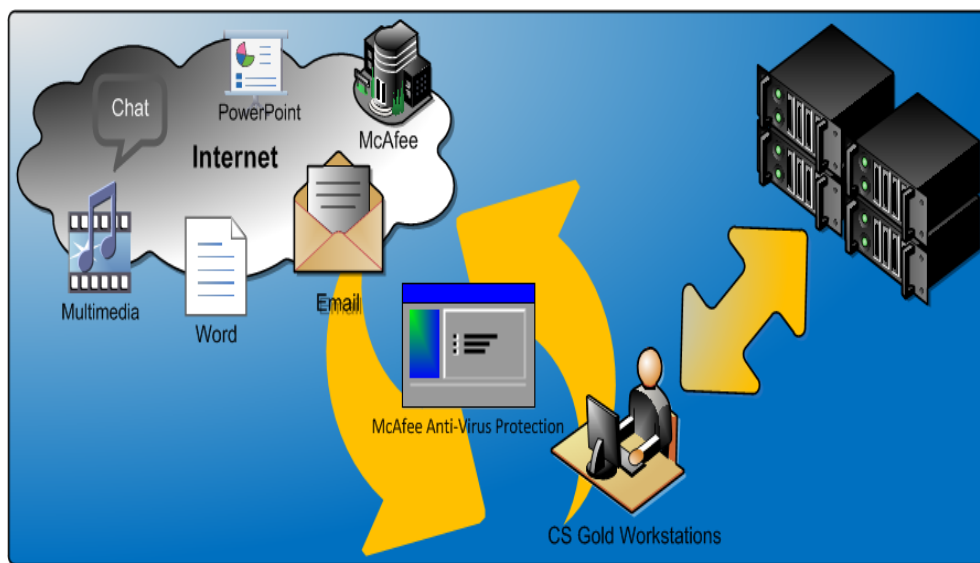 Chat
PowerPoint
McAfee
Internet
Multimedia
Word
Email
McAfee Anti-Virus Protection
CS Gold Workstations